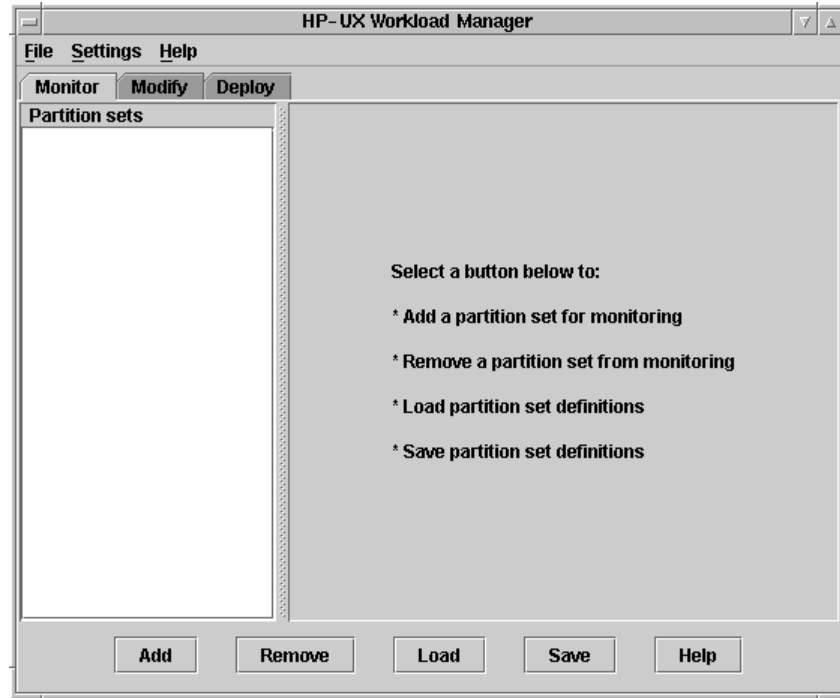 HP-UX Workload Manager
File Settings Help
Monitor Modify Deploy
Partition sets
Select a button below to:
* Add a partition set for monitoring
* Remove a partition set from monitoring
* Load partition set definitions
* Save partition set definitions
Add Remove Load Save Help